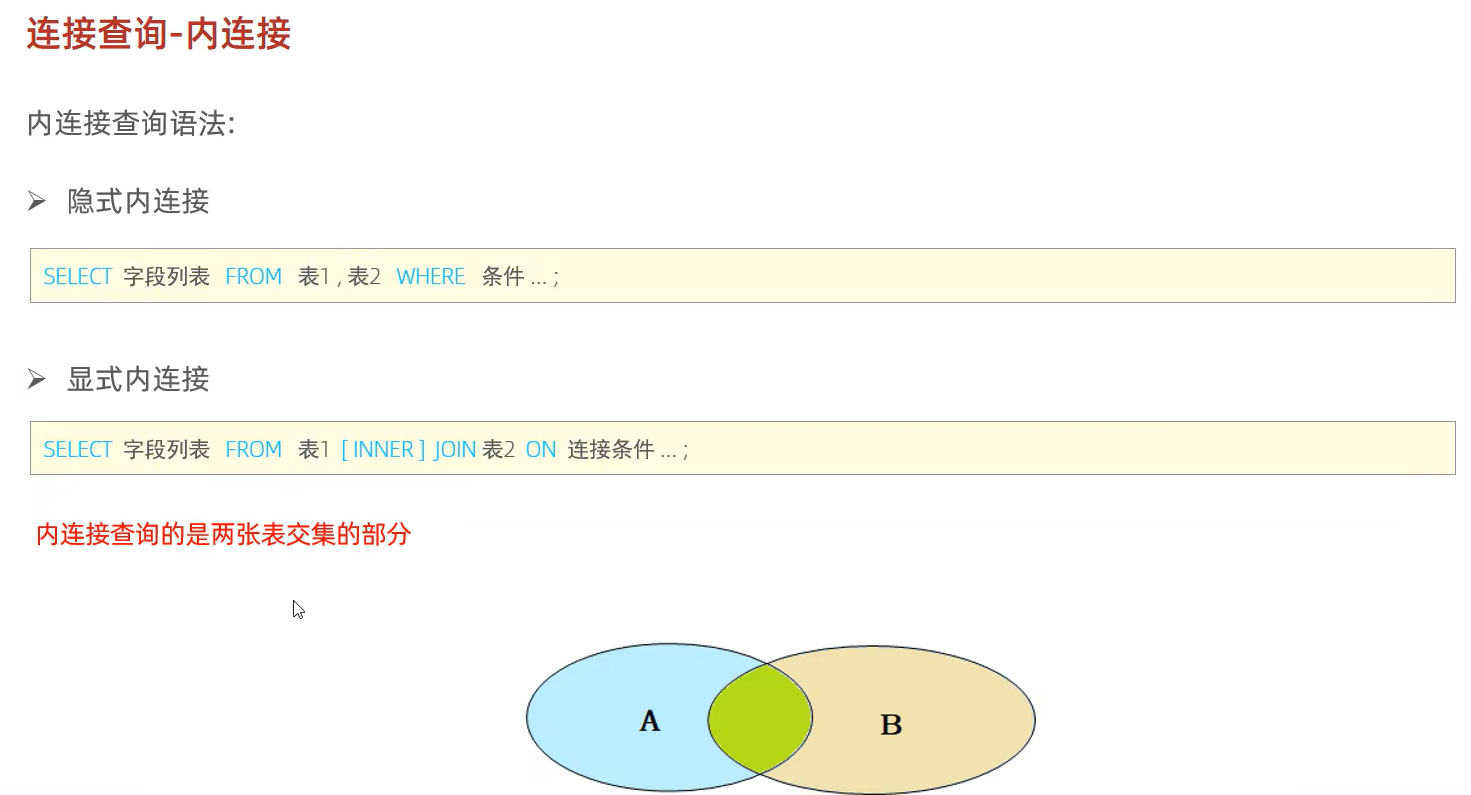 连接查询-内连接
内连接查询语法:
➢ 隐式内连接
SELECT 字段列表 FROM 表1 , 表2 WHERE 条件 ... ;
➢ 显式内连接
SELECT 字段列表 FROM 表1 [ INNER ] JOIN 表2 ON 连接条件 ... ;
内连接查询的是两张表交集的部分
A B